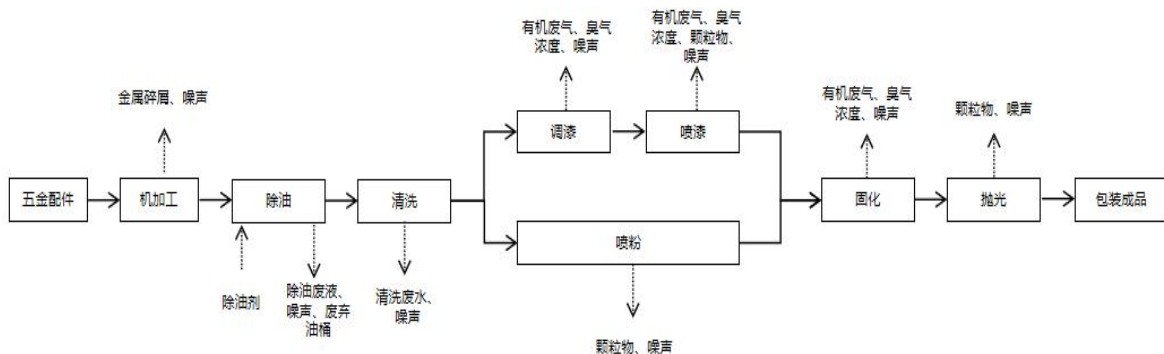 有机废气、臭气
浓度、噪声
有机废气、臭气
浓度、颗粒物、
噪声
金属碎屑、噪声
有机废气、臭气
浓度、噪声
颗粒物、噪声
调漆
喷漆
五金配件
机加工
除油
清洗
固化
抛光
包装成品
喷粉
除油剂
除油废液、
噪声、废弃
油桶
清洗废水、
噪声
颗粒物、噪声